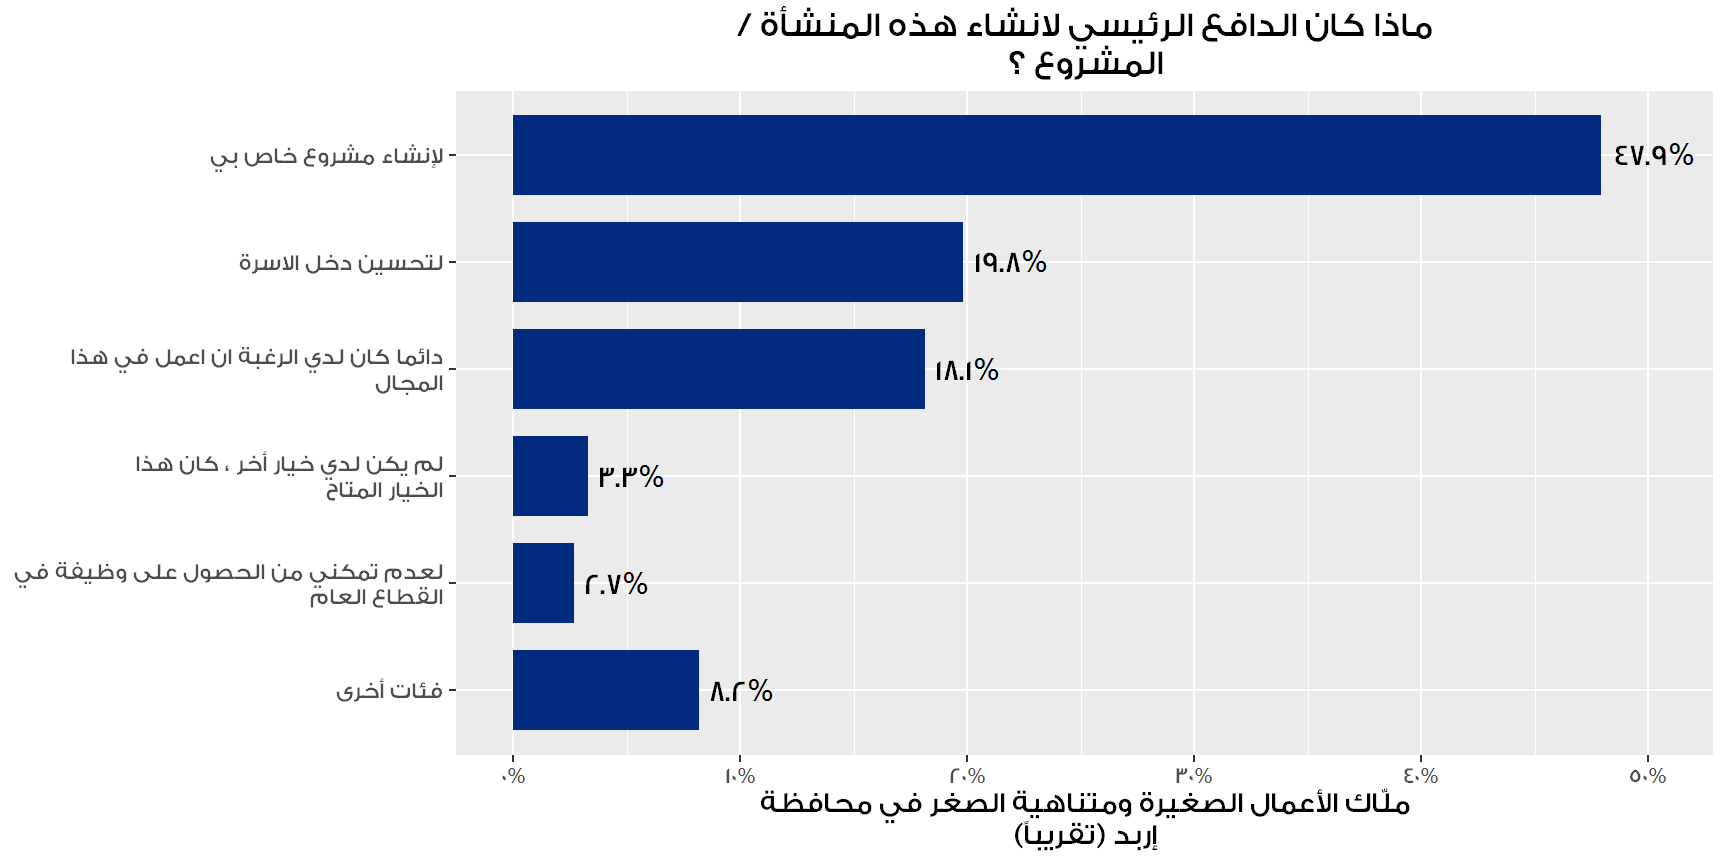 ماذا كان الدافع الرئيسي لانشاء هذه المنشأة /
المشروع ؟
لإنشاء مشروع خاص بي
٤٧.٩%
لتحسين دخل الاسرة
١٩.٨%
دائما كان لدي الرغبة ان اعمل في هذا
المجال
١٨.١%
لم يكن لدي خيار أخر ، كان هذا
الخيار المتاح
٣.٣%
لعدم تمكني من الحصول على وظيفة في
القطاع العام
٢.٧%
فئات أخرى
٨.٢%
٠% ١٠% ٢٠% ٣٠% ٤٠% ٥٠%
ملّاك الأعمال الصغيرة ومتناهية الصغر في محافظة
إربد (تقريباً)